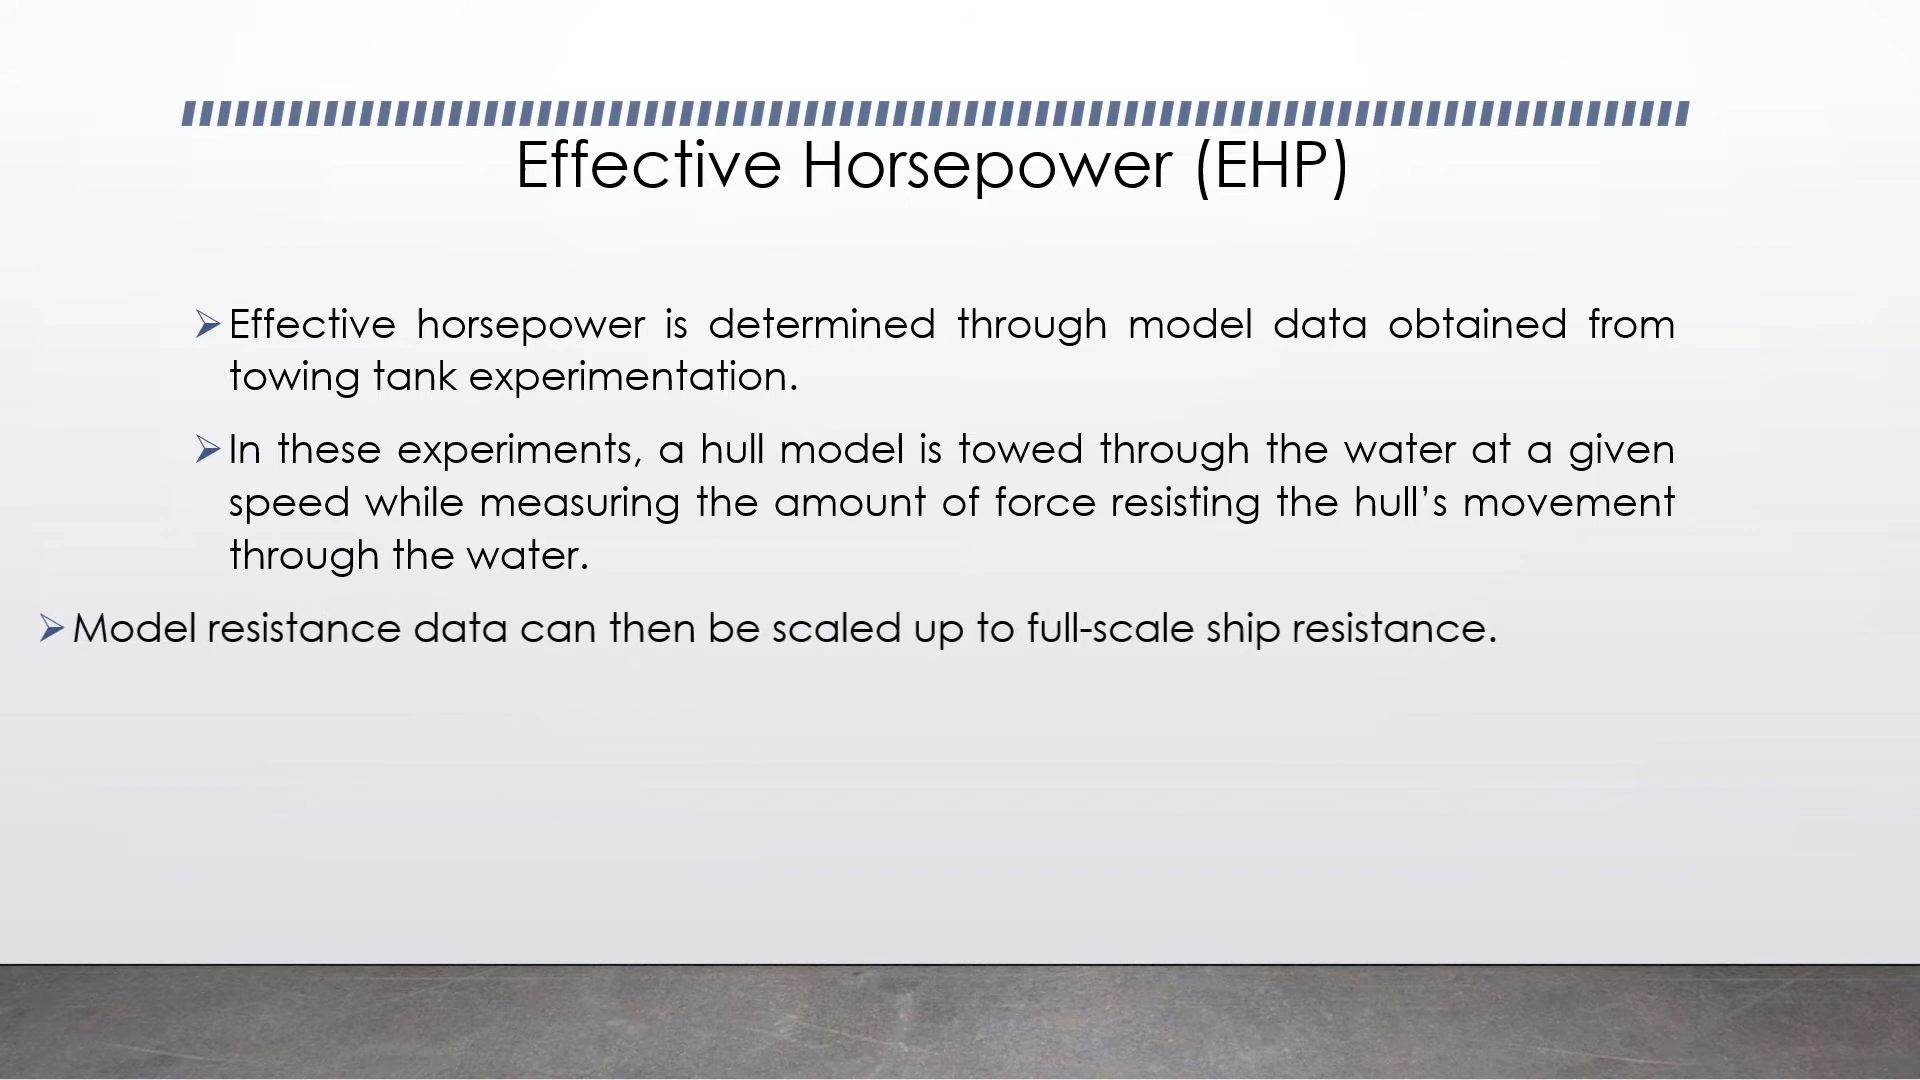 Effective Horsepower (EHP)
Effective horsepower is determined through model data obtained from
towing tank experimentation.
In these experiments, a hull model is towed through the water at a given
speed while measuring the amount of force resisting the hull’s movement
through the water.
Model resistance data can then be scaled up to full-scale ship resistance.